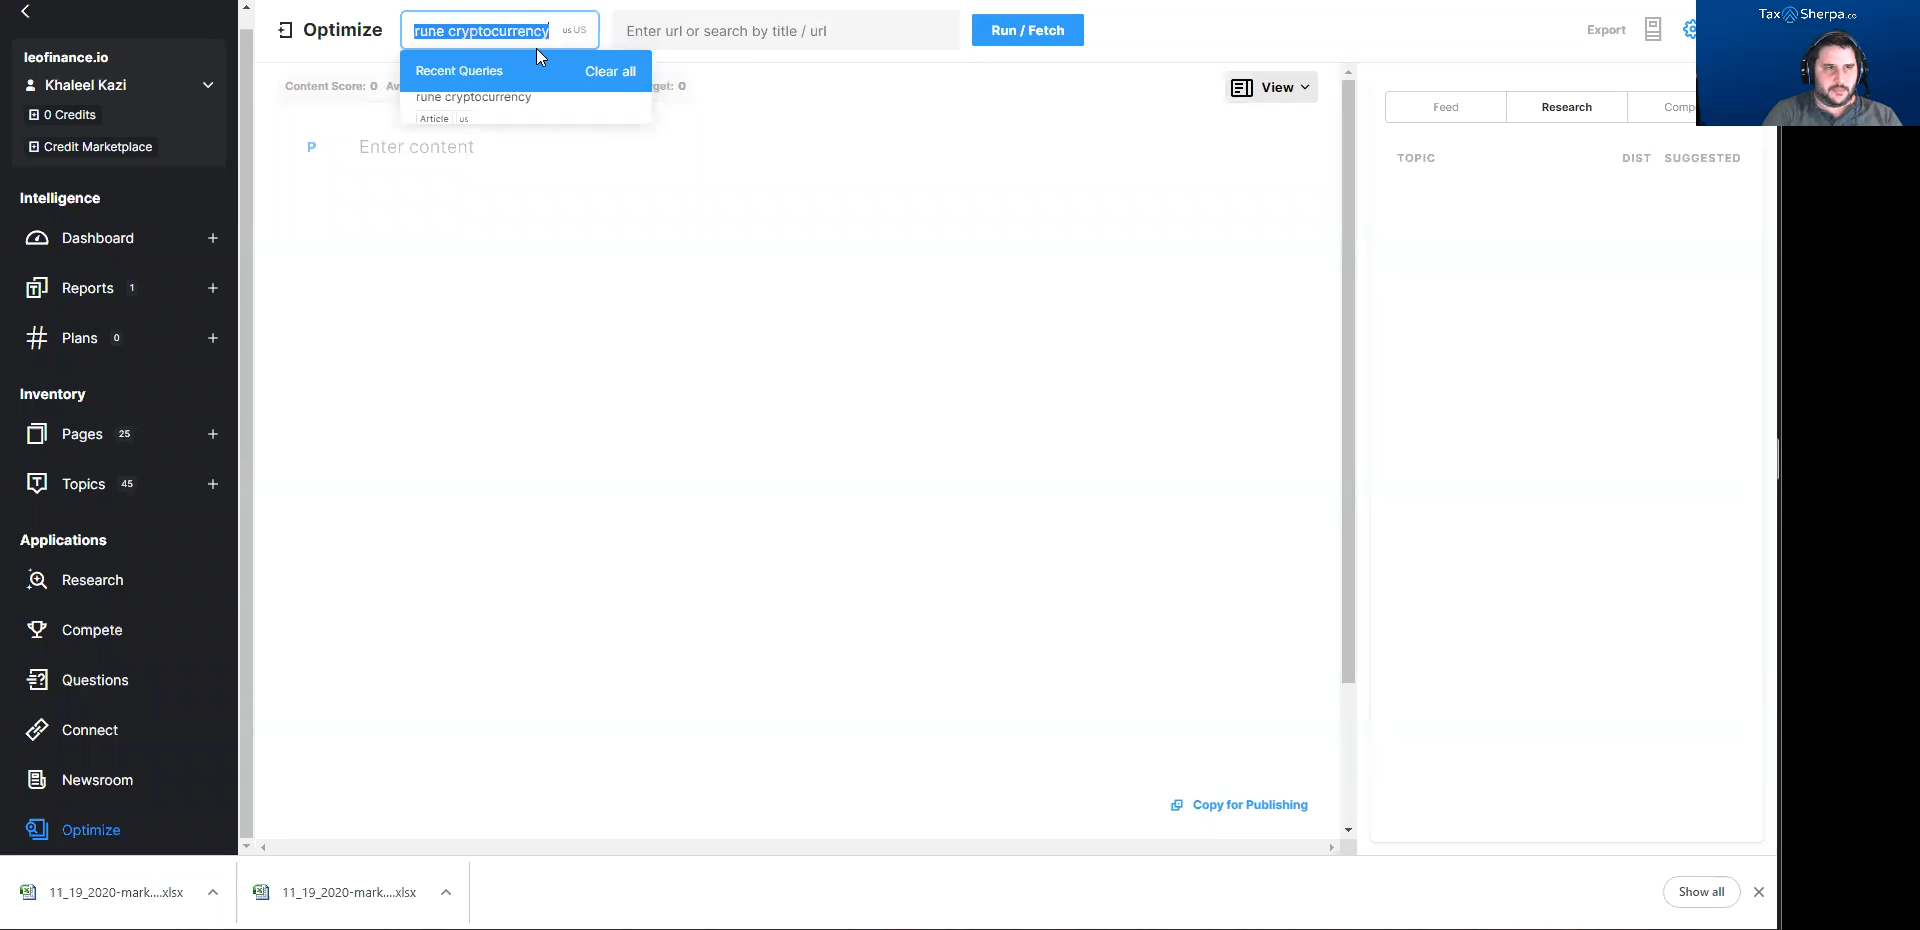 leofinance.io
Khaleel Kazi
0 Credits
Credit Marketplace
Intelligence
Dashboard +
Reports 1 +
Plans 0 +
Inventory
Pages 25 +
Topics 45 +
Applications
Research
Compete
Questions
Connect
Newsroom
Optimize
Optimize
rune cryptocurrency us US
Enter url or search by title / url
Run / Fetch
Export
Recent Queries Clear all
rune cryptocurrency
Article us
Content Score: 0
get: 0
View
P Enter content
Copy for Publishing
Feed Research
TOPIC DIST SUGGESTED
TaxSherpa.co
11_19_2020-mark....xlsx
11_19_2020-mark....xlsx
Show all